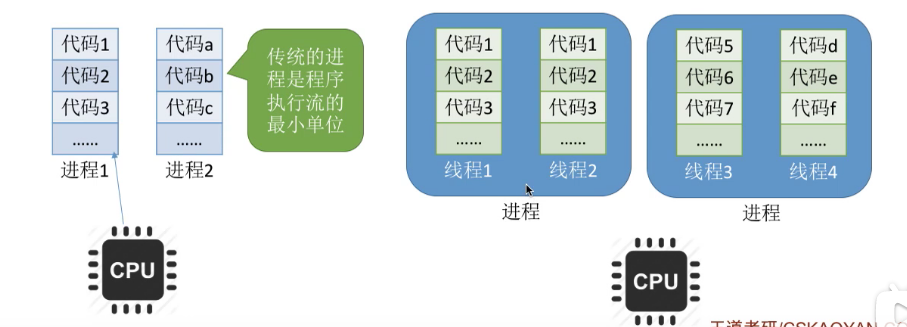 代码1
代码2
代码3
......
进程1
代码a
代码b
代码c
......
进程2
传统的进
程是程序
执行流的
最小单位
CPU
代码1
代码2
代码3
......
线程1
代码1
代码2
代码3
......
线程2
进程
代码5
代码6
代码7
......
线程3
代码d
代码e
代码f
......
线程4
进程
CPU
王道考研/CSKAOYAN.CO